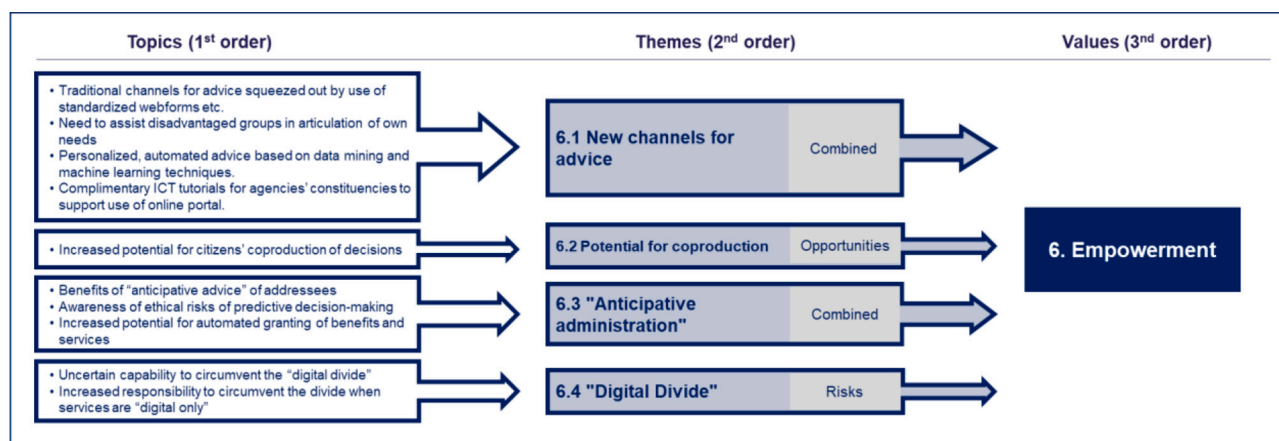 Topics (1st order)
Themes (2nd order)
Values (3rd order)
• Traditional channels for advice squeezed out by use of
standardized webforms etc.
• Need to assist disadvantaged groups in articulation of own
needs
• Personalized, automated advice based on data mining and
machine learning techniques.
• Complimentary ICT tutorials for agencies' constituencies to
support use of online portal.
6.1 New channels for
advice
Combined
• Increased potential for citizens' coproduction of decisions
6.2 Potential for coproduction
Opportunities
6. Empowerment
• Benefits of "anticipative advice" of addressees
• Awareness of ethical risks of predictive decision-making
• Increased potential for automated granting of benefits and
services
6.3 "Anticipative
administration"
Combined
• Uncertain capability to circumvent the "digital divide"
• Increased responsibility to circumvent the divide when
services are "digital only"
6.4 "Digital Divide"
Risks